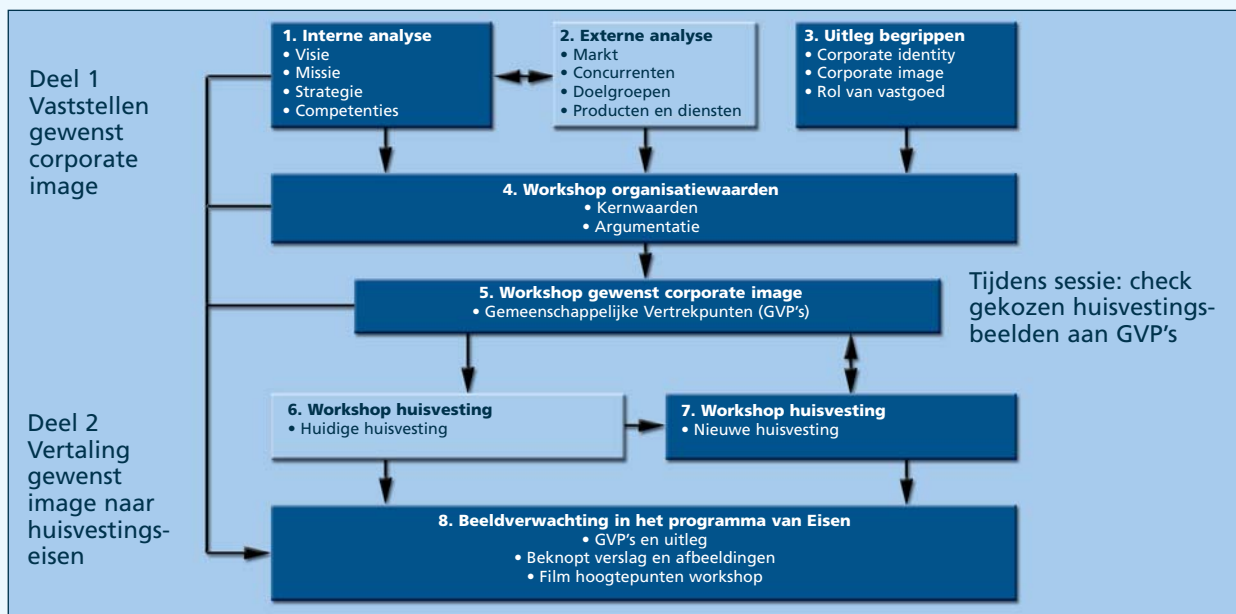 Deel 1
Vaststellen
gewenst
corporate
image
1. Interne analyse
• Visie
• Missie
• Strategie
• Competenties
2. Externe analyse
• Markt
• Concurrenten
• Doelgroepen
• Producten en diensten
3. Uitleg begrippen
• Corporate identity
• Corporate image
• Rol van vastgoed
4. Workshop organisatiewaarden
• Kernwaarden
• Argumentatie
5. Workshop gewenst corporate image
• Gemeenschappelijke Vertrekpunten (GVP's)
Tijdens sessie: check
gekozen huisvestings-
beelden aan GVP's
Deel 2
Vertaling
gewenst
image naar
huisvestings-
eisen
6. Workshop huisvesting
• Huidige huisvesting
7. Workshop huisvesting
• Nieuwe huisvesting
8. Beeldverwachting in het programma van Eisen
• GVP's en uitleg
• Beknopt verslag en afbeeldingen
• Film hoogtepunten workshop